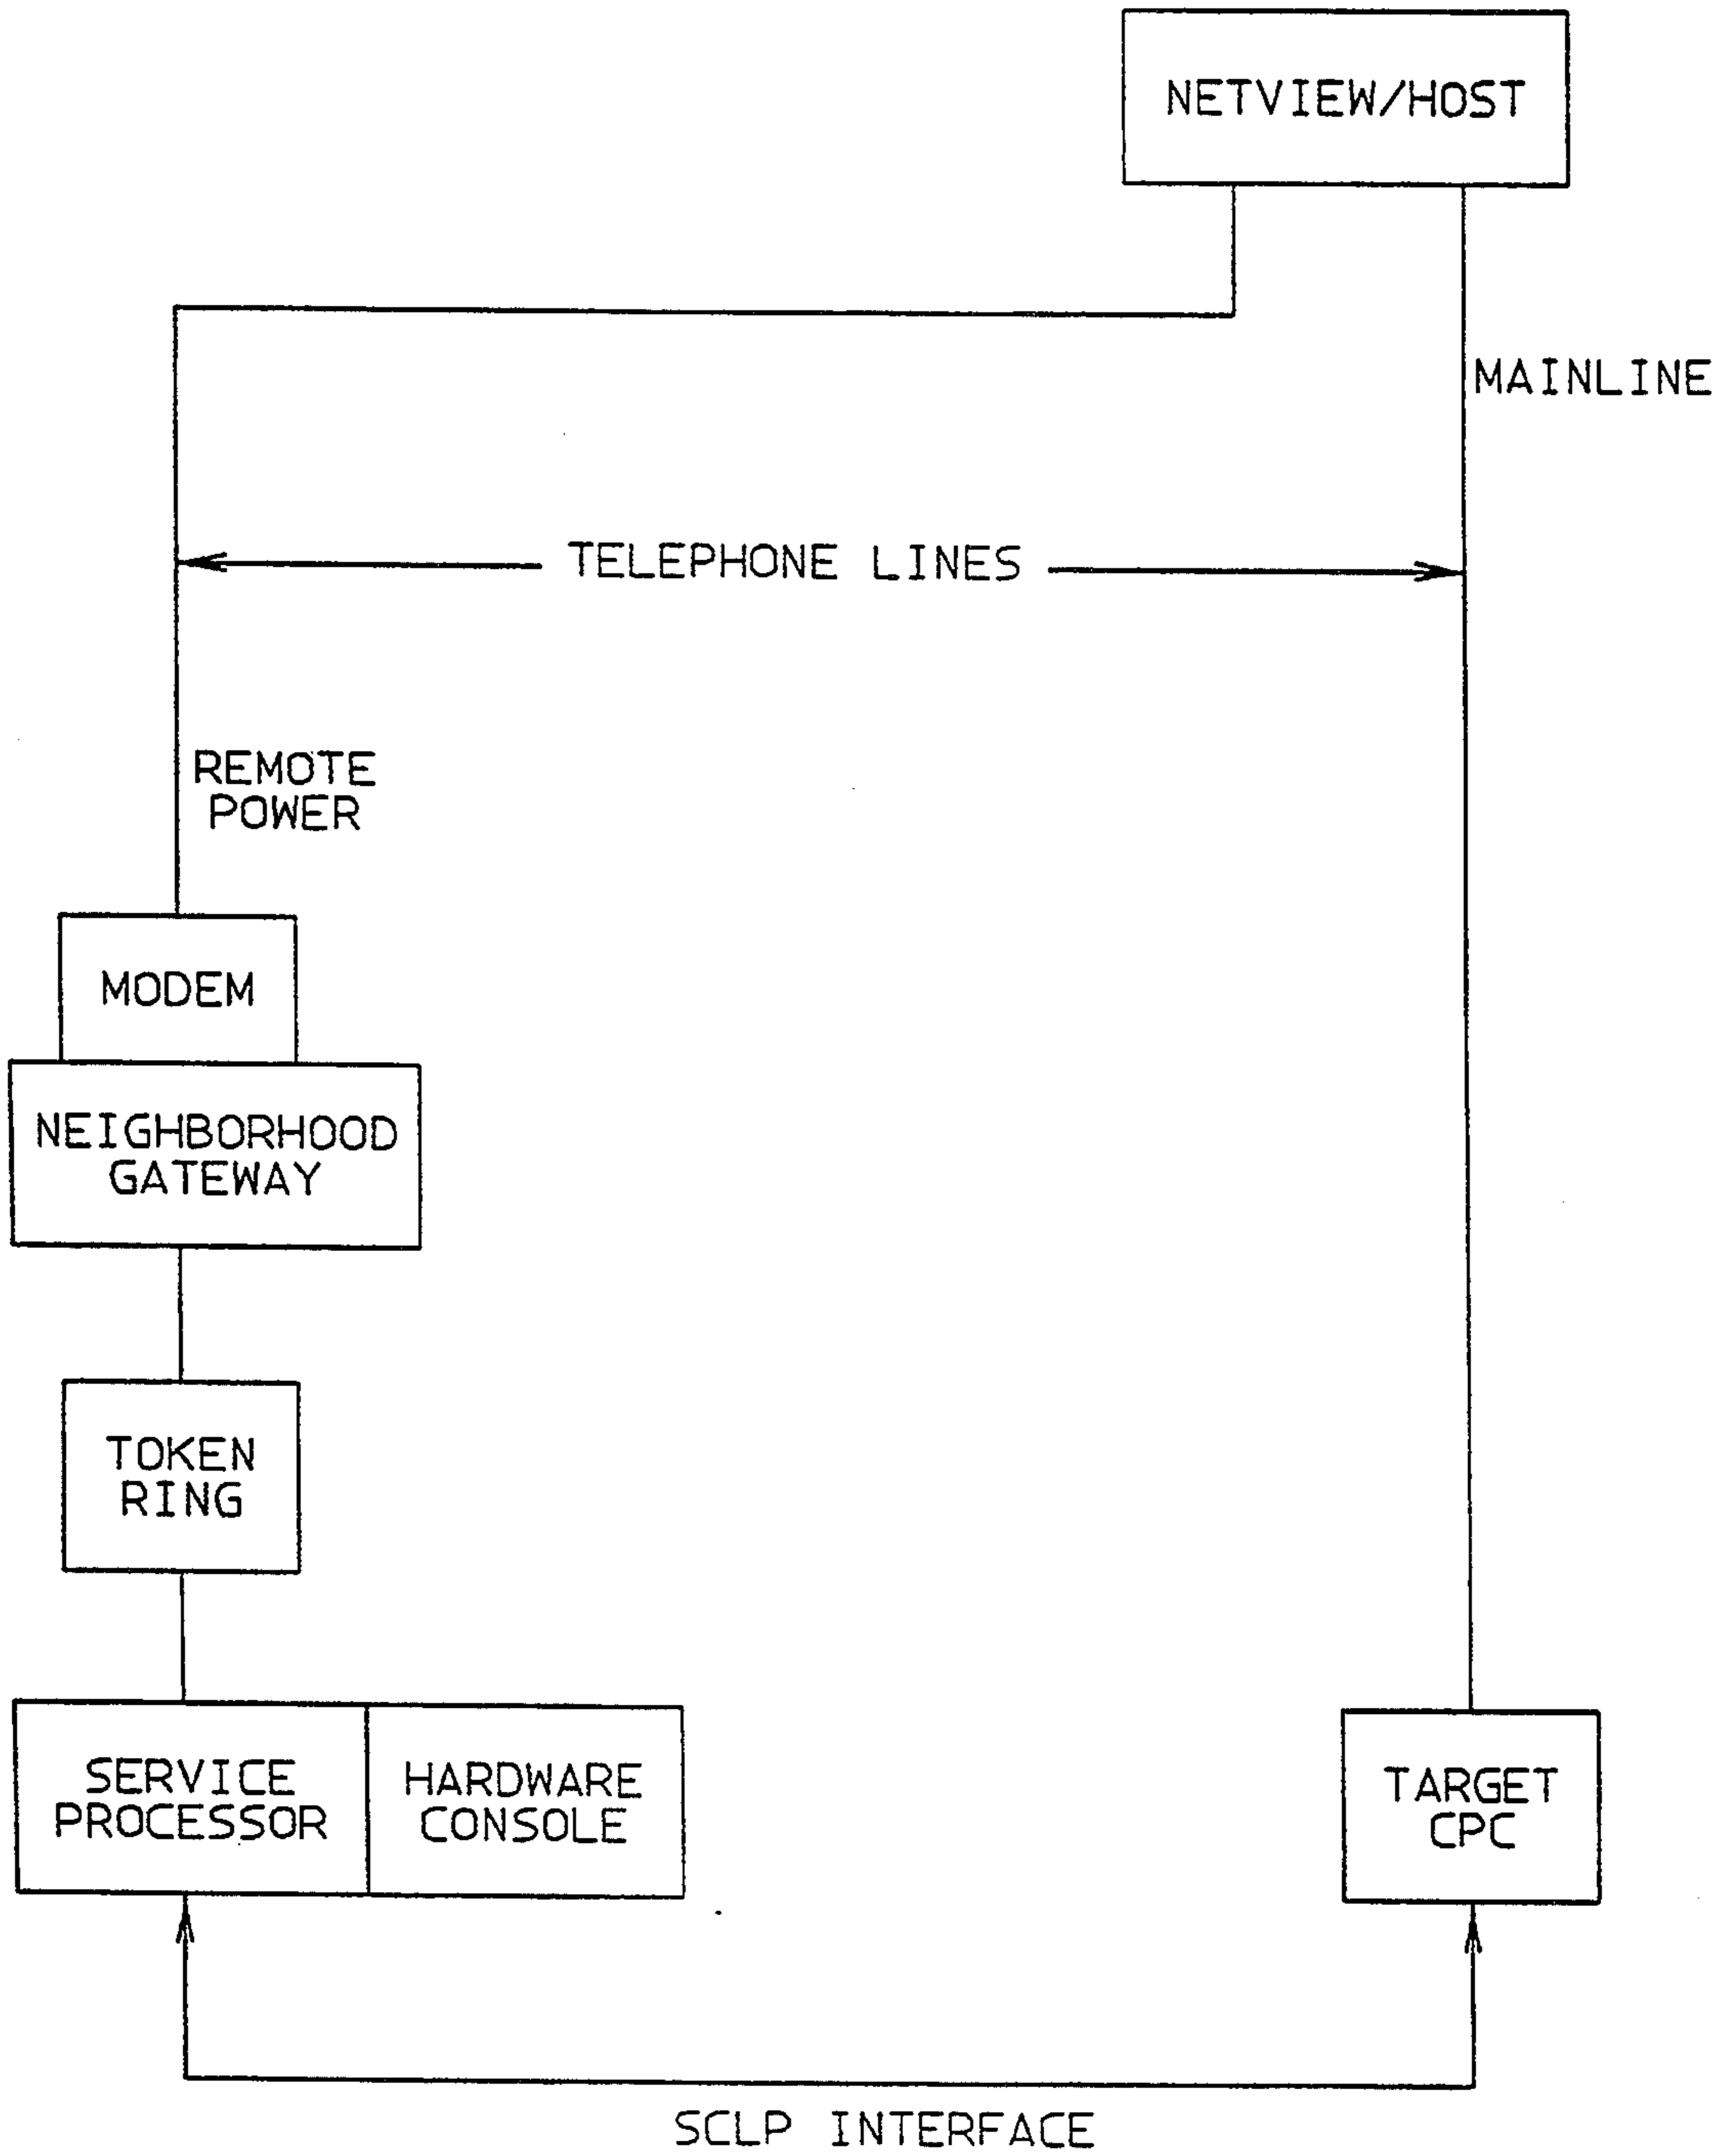 NETVIEW/HOST
MAINLINE
TELEPHONE LINES
REMOTE
POWER
MODEM
NEIGHBORHOOD
GATEWAY
TOKEN
RING
SERVICE
PROCESSOR
HARDWARE
CONSOLE
TARGET
CPC
SCLP INTERFACE